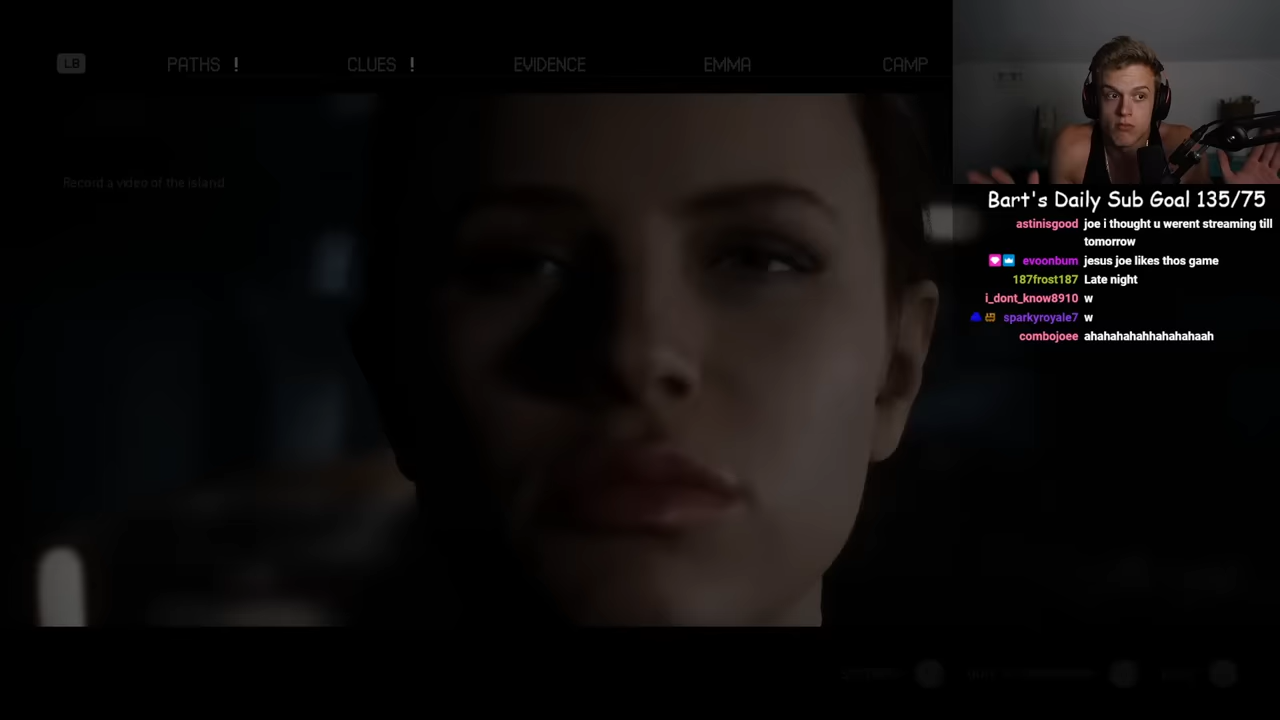 LB
PATHS !
CLUES !
EVIDENCE
EMMA
CAMP
Record a video of the island
Bart's Daily Sub Goal 135/75
astinisgood joe i thought u werent streaming till
tomorrow
evoonbum jesus joe likes thos game
187frost187 Late night
i_dont_know8910 w
sparkyroyale7 w
combojoee ahahahahahhahahahaah